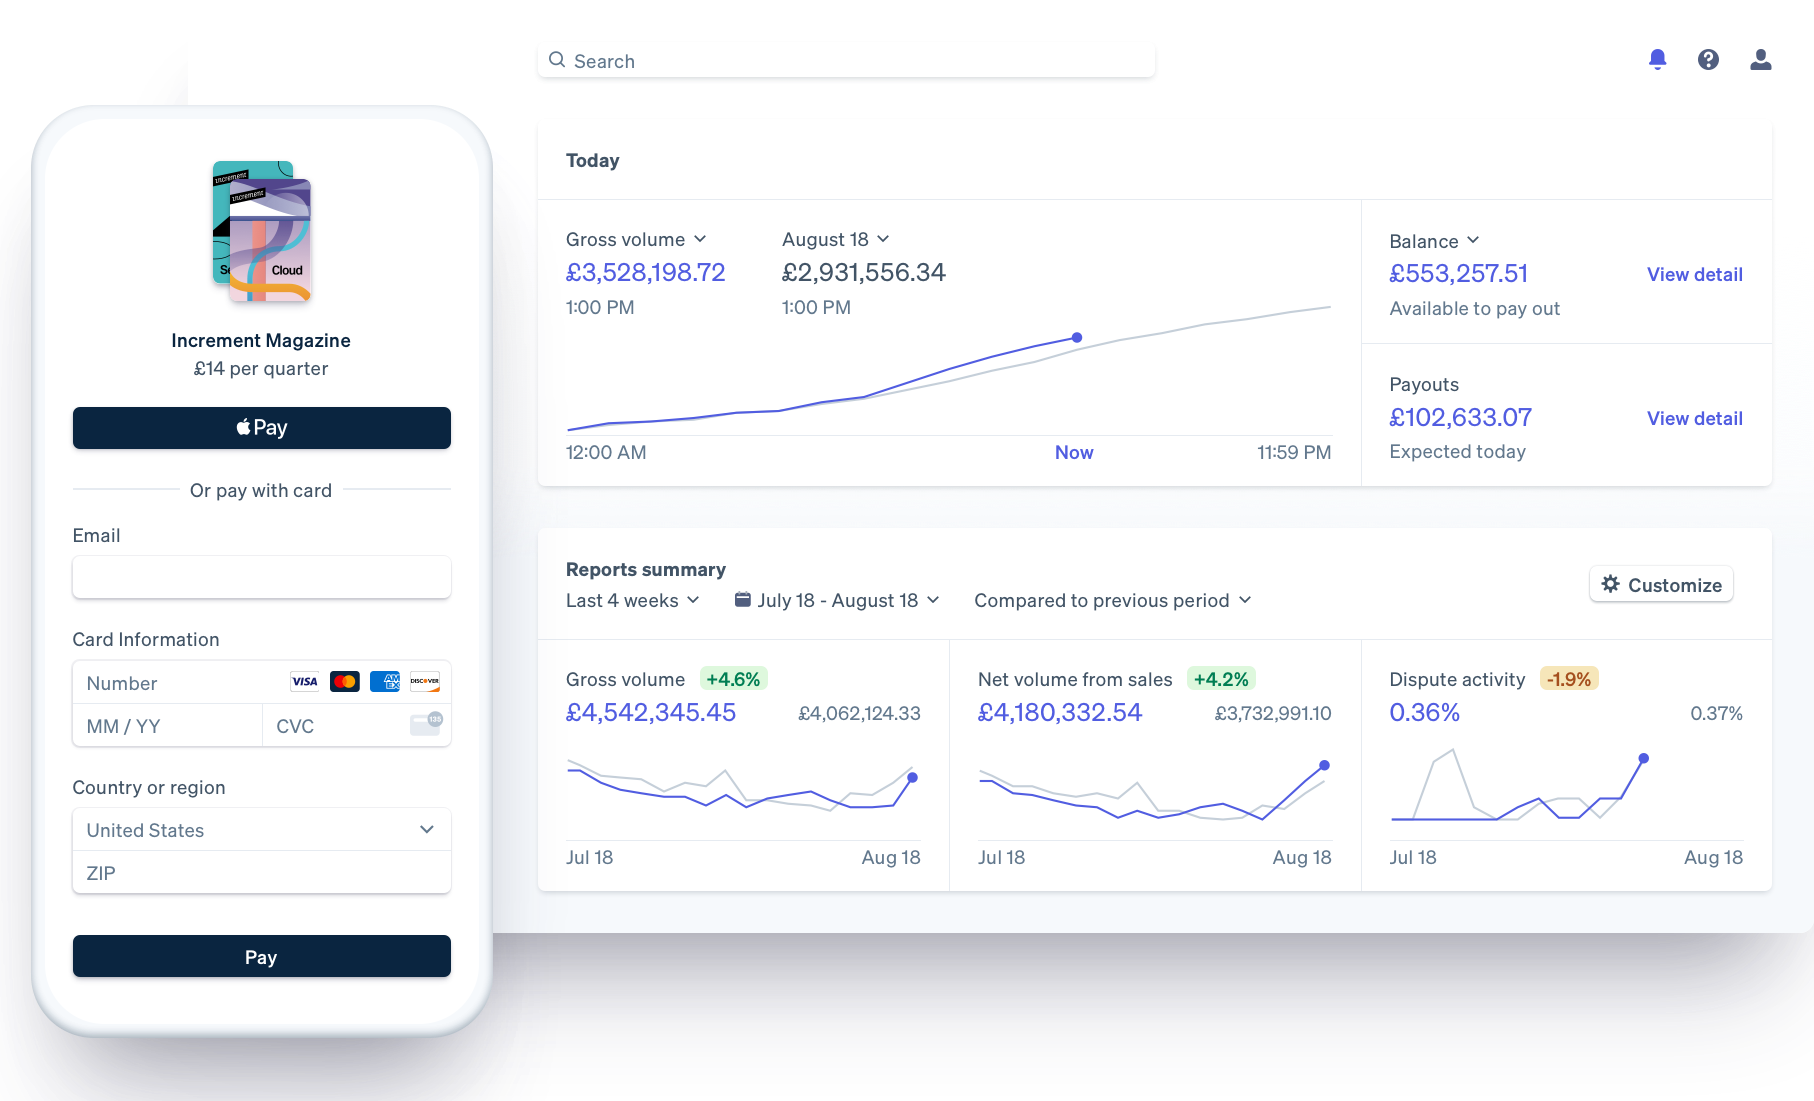 Search
increment
increment
Se
Cloud
Increment Magazine
£14 per quarter
Pay
Or pay with card
Email
Card Information
Number VISA AM EX DISCOVER
MM / YY CVC 135
Country or region
United States
ZIP
Pay
Today
Gross volume August 18
£3,528,198.72 £2,931,556.34
1:00 PM 1:00 PM
12:00 AM Now 11:59 PM
Balance
£553,257.51 View detail
Available to pay out
Payouts
£102,633.07 View detail
Expected today
Reports summary
Last 4 weeks July 18 - August 18 Compared to previous period
Customize
Gross volume +4.6%
£4,542,345.45 £4,062,124.33
Jul 18 Aug 18
Net volume from sales +4.2%
£4,180,332.54 £3,732,991.10
Jul 18 Aug 18
Dispute activity -1.9%
0.36% 0.37%
Jul 18 Aug 18